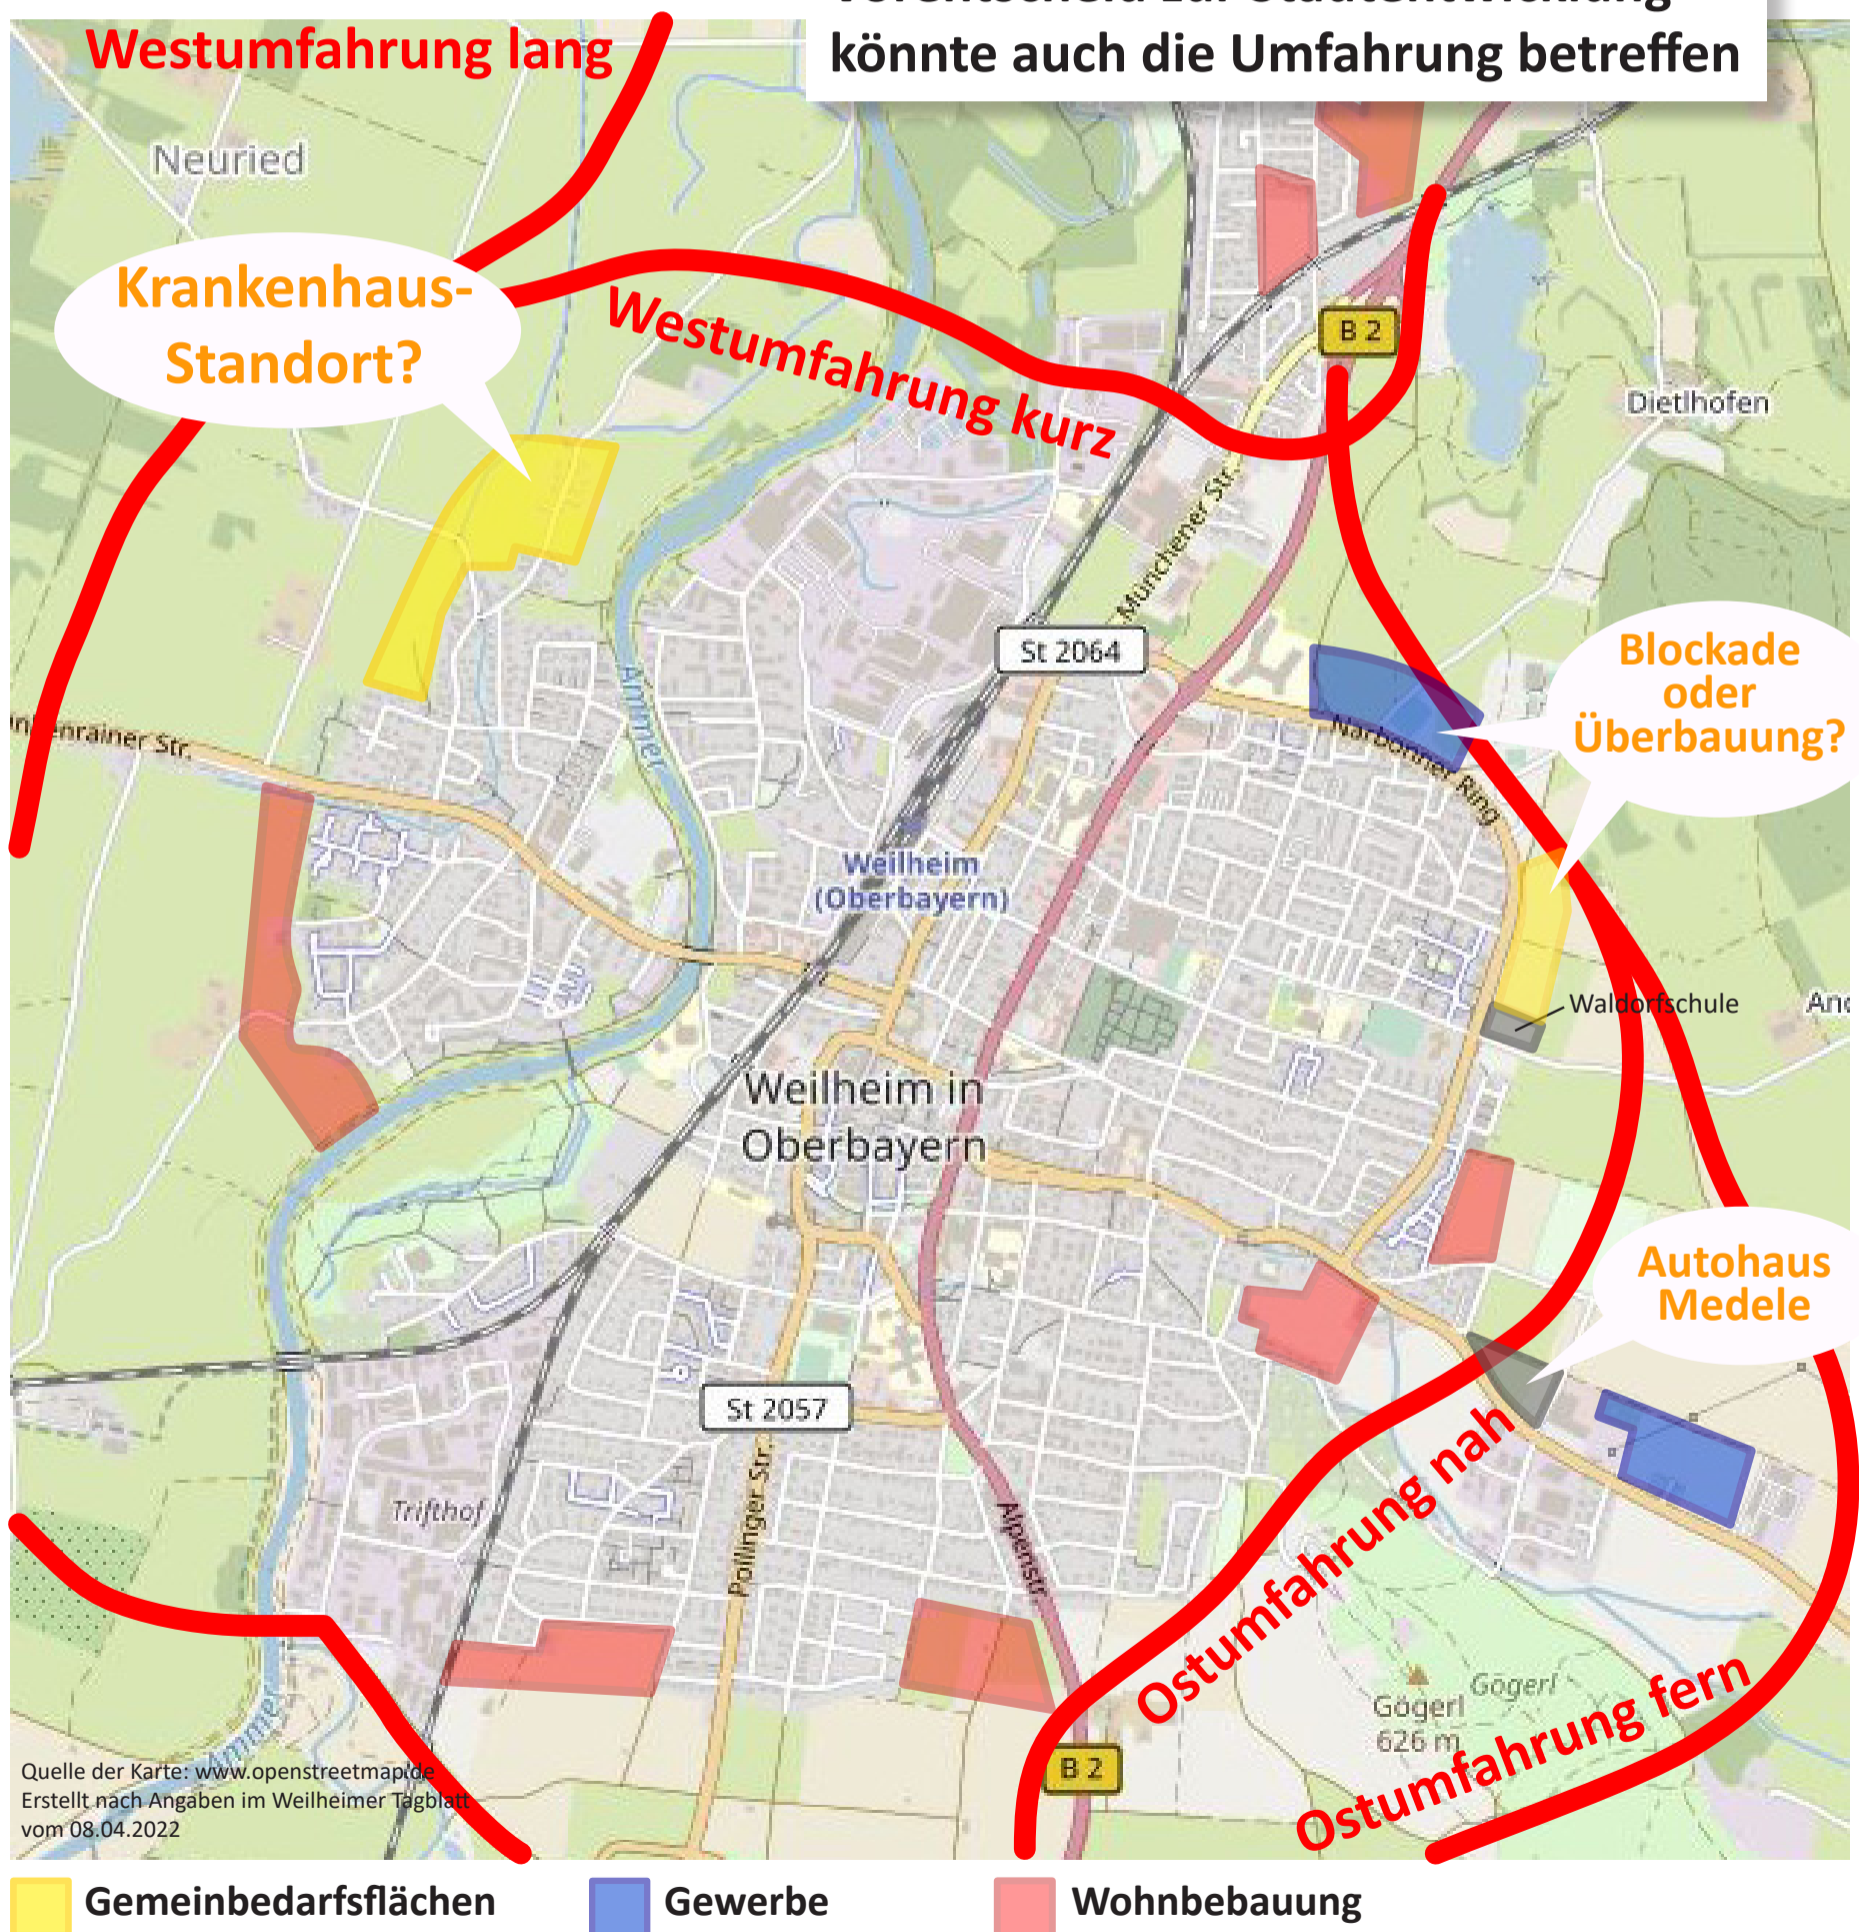 könnte auch die Umfahrung betreffen
Westumfahrung lang
Neuried
Krankenhaus-
Standort?
Westumfahrung kurz
B 2
Dietlhofen
Münchener Str.
St 2064
Blockade
oder
Überbauung?
Ammer
enrainer Str.
Narbonner Ring
Weilheim
(Oberbayern)
Waldorfschule
Weilheim in
Oberbayern
Autohaus
Medele
St 2057
Trifthof
Pollinger Str.
Alpenstr.
Ostumfahrung nah
Gögerl
Gögerl
626 m
Ostumfahrung fern
B 2
Ammer
Quelle der Karte: www.openstreetmap.de
Erstellt nach Angaben im Weilheimer Tagblatt
vom 08.04.2022
Gemeinbedarfsflächen
Gewerbe
Wohnbebauung